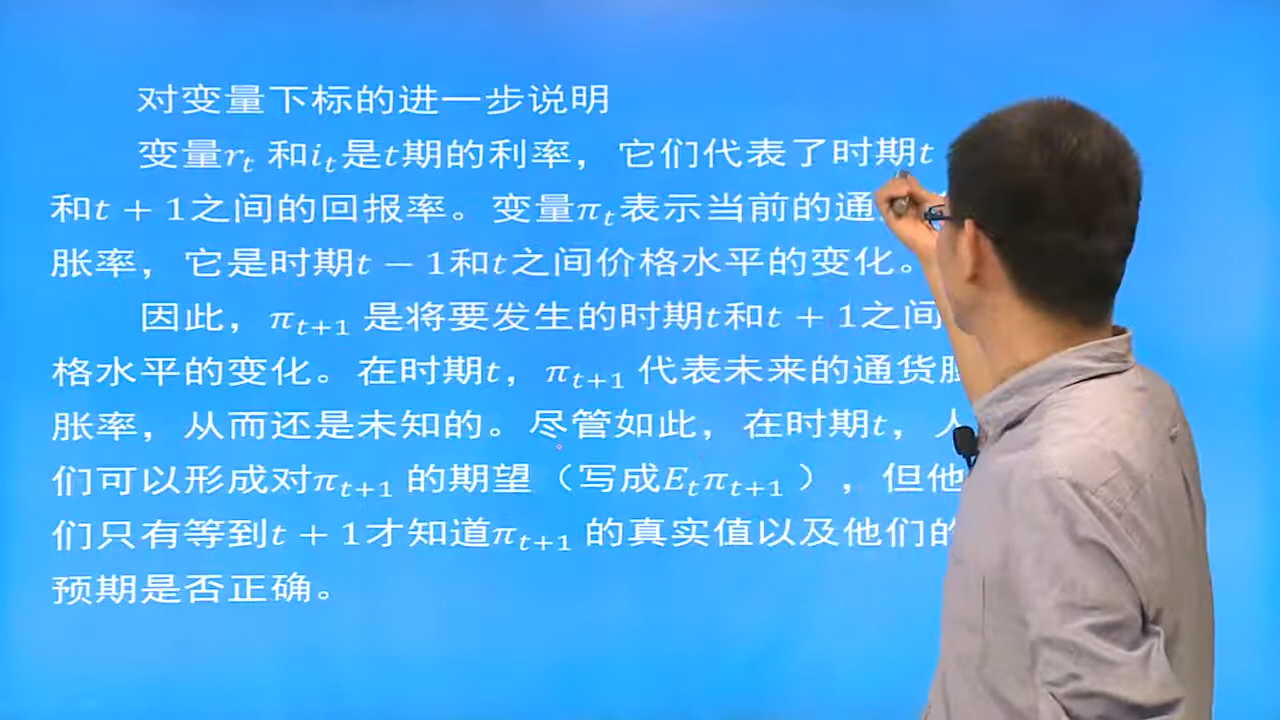 对变量下标的进一步说明
变量r_t 和i_t是t期的利率，它们代表了时期t
和t + 1之间的回报率。变量π_t表示当前的通
胀率，它是时期t − 1和t之间价格水平的变化。
因此，π_{t+1} 是将要发生的时期t和t + 1之间
格水平的变化。在时期t，π_{t+1} 代表未来的通货膨
胀率，从而还是未知的。尽管如此，在时期t，人
们可以形成对π_{t+1} 的期望（写成E_tπ_{t+1} ），但他
们只有等到t + 1才知道π_{t+1} 的真实值以及他们的
预期是否正确。